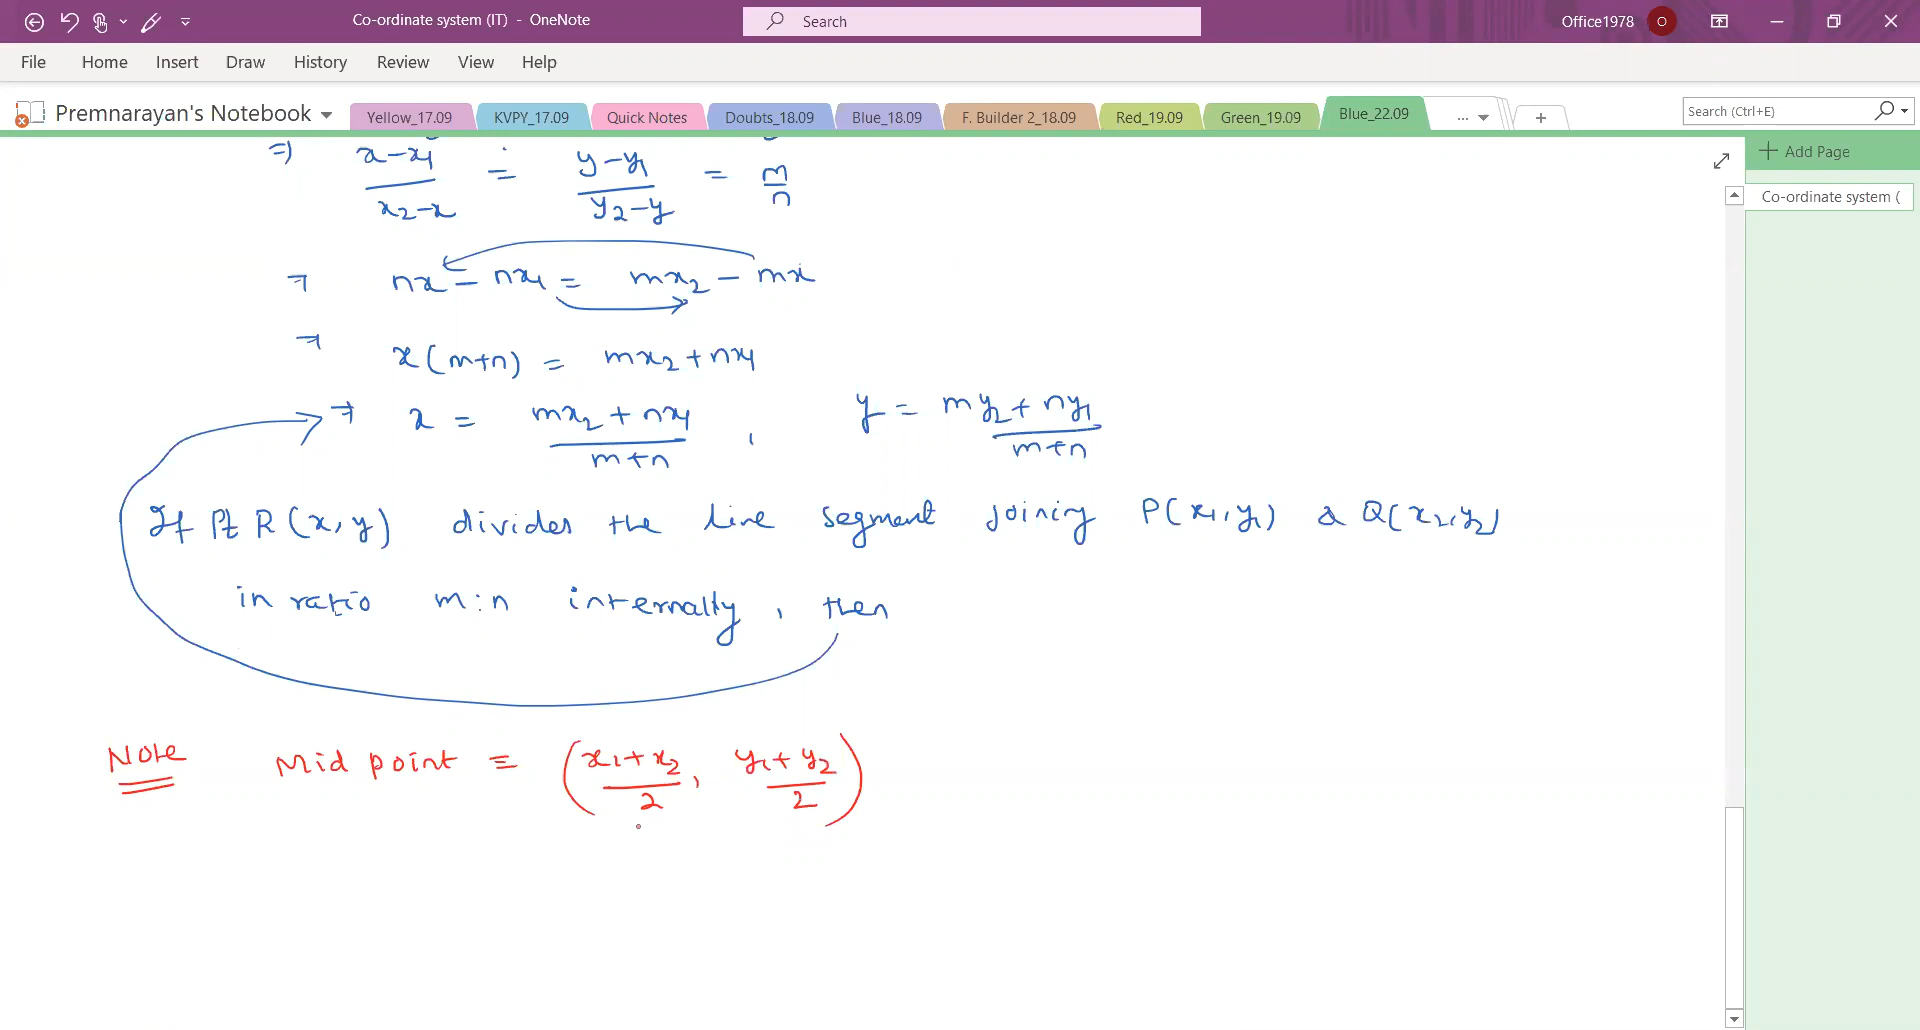 Co-ordinate system (IT) - OneNote
Search
Office1978
O
File Home Insert Draw History Review View Help
Premnarayan's Notebook
Yellow_17.09 KVPY_17.09 Quick Notes Doubts_18.09 Blue_18.09 F. Builder 2_18.09 Red_19.09 Green_19.09 Blue_22.09 ... +
Search (Ctrl+E)
+ Add Page
Co-ordinate system (
⇒ (x-x₁)/(x₂-x) = (y-y₁)/(y₂-y) = m/n
⇒ nx - nx₁ = mx₂ - mx
⇒ x(m+n) = mx₂+nx₁
⇒ x = (mx₂+nx₁)/(m+n) , y = (my₂+ny₁)/(m+n)
If Pt R(x,y) divides the line segment joining P(x₁,y₁) & Q(x₂,y₂)
in ratio m:n internally, then
Note Mid point ≡ ((x₁+x₂)/2, (y₁+y₂)/2)